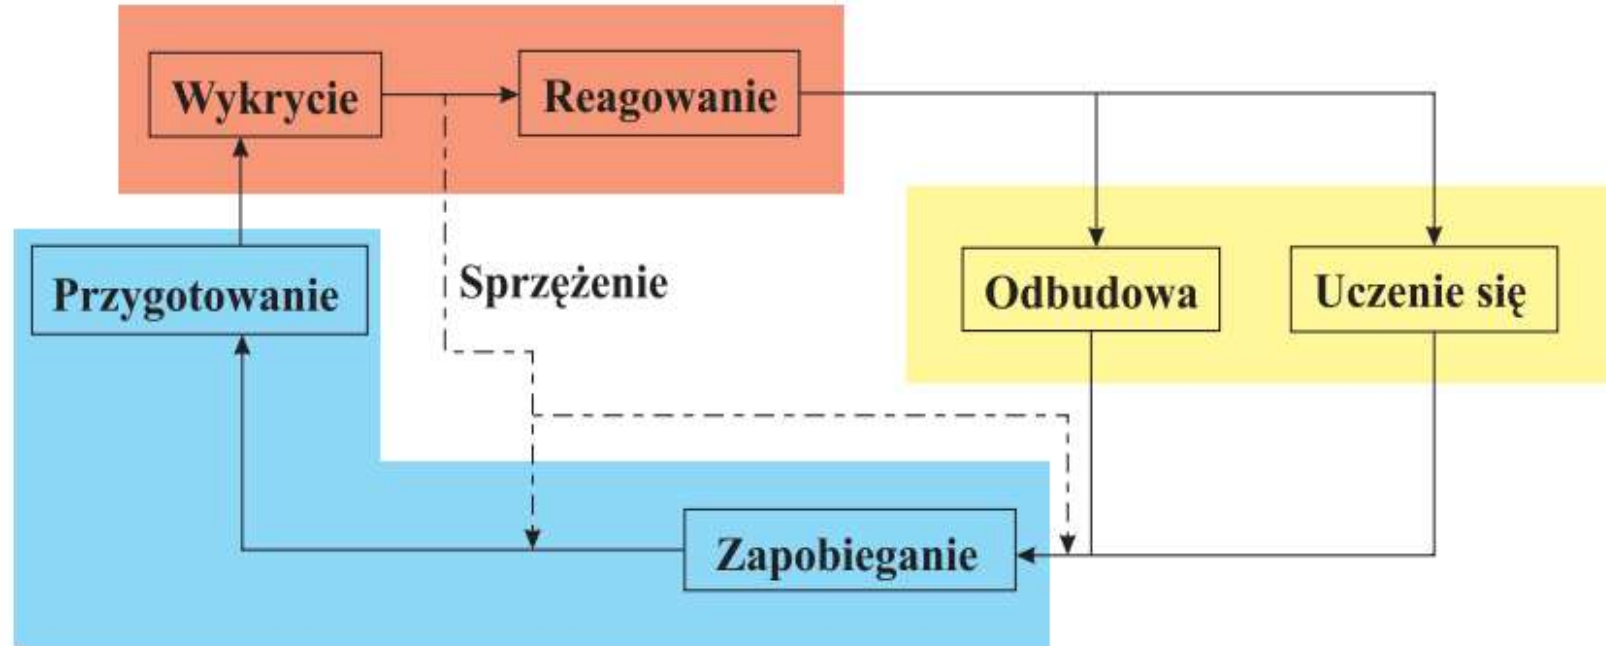 Wykrycie
Reagowanie
Przygotowanie
Sprzężenie
Odbudowa
Uczenie się
Zapobieganie